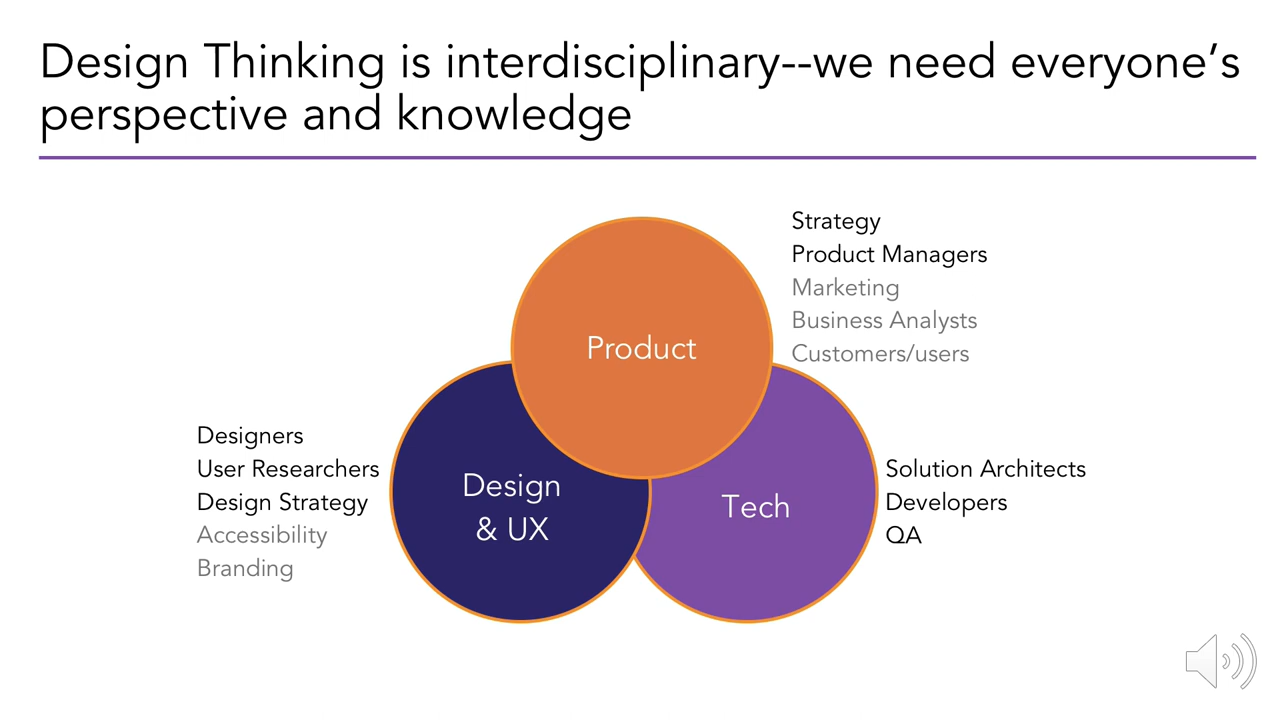 Design Thinking is interdisciplinary--we need everyone’s
perspective and knowledge
Strategy
Product Managers
Marketing
Business Analysts
Customers/users
Product
Designers
User Researchers
Design Strategy
Accessibility
Branding
Design
& UX
Tech
Solution Architects
Developers
QA